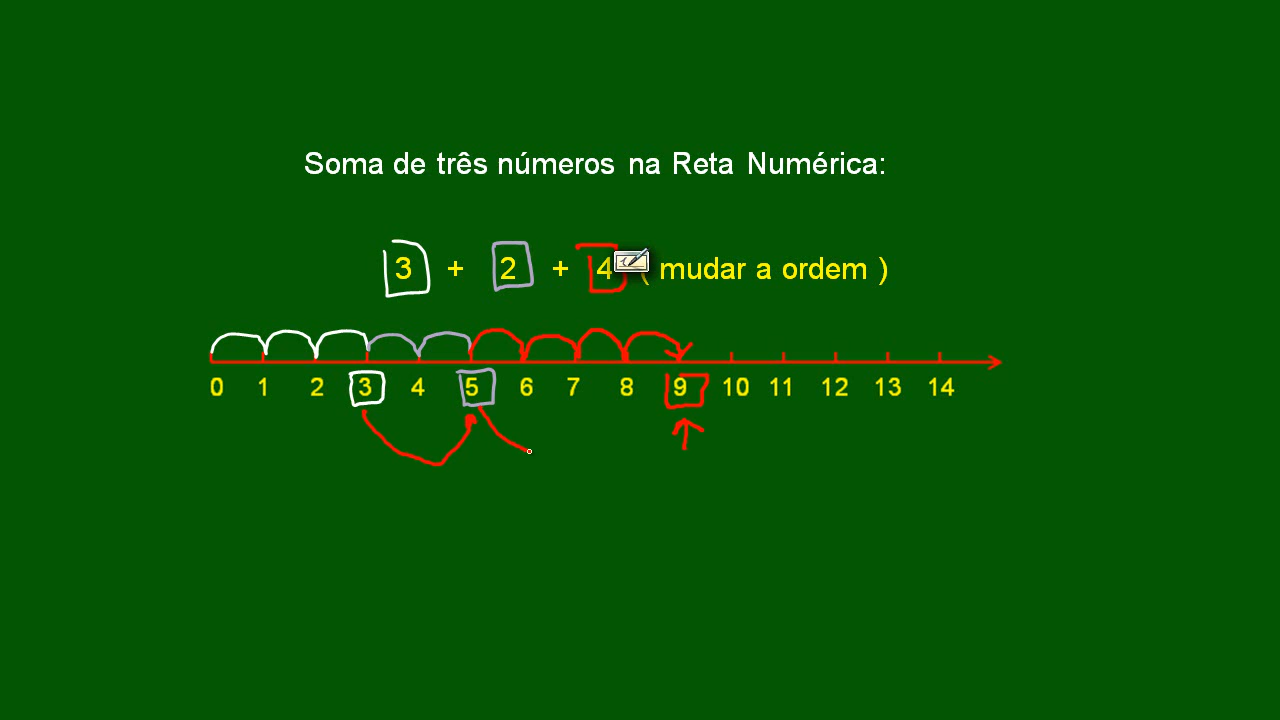 Soma de três números na Reta Numérica:
3 + 2 + 4 ( mudar a ordem )
0 1 2 3 4 5 6 7 8 9 10 11 12 13 14